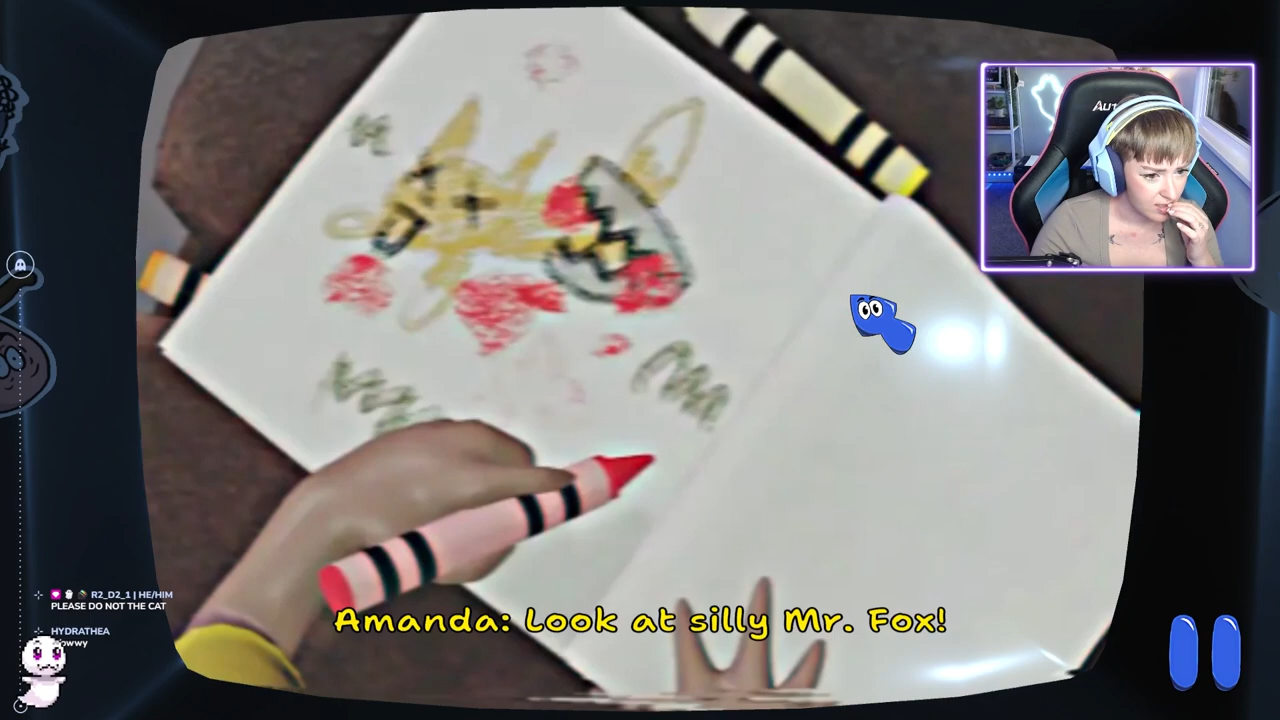 Amanda: Look at silly Mr. Fox!
R2_D2_1 | HE/HIM
PLEASE DO NOT THE CAT
HYDRATHEA